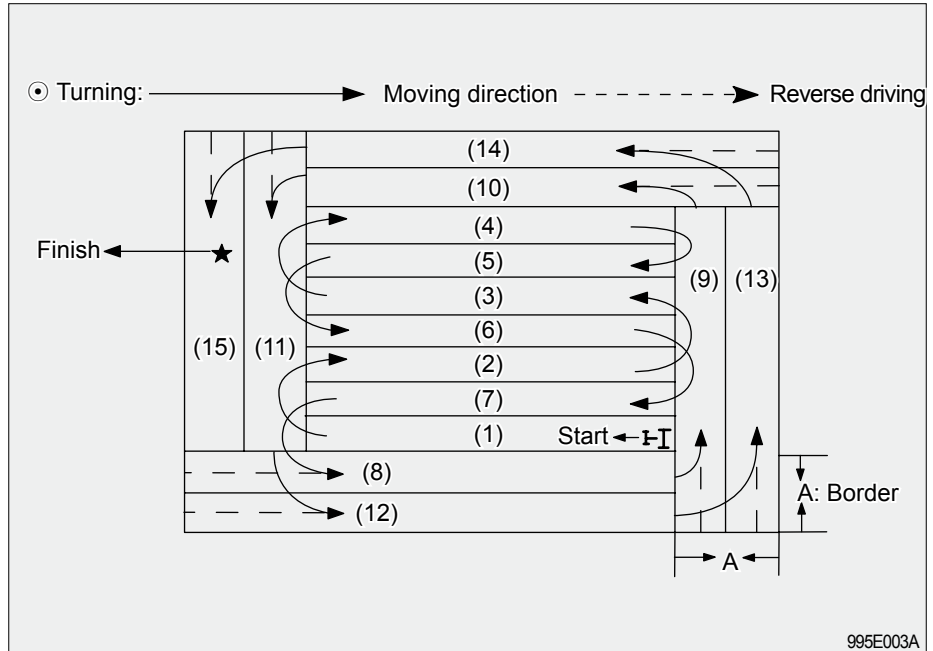 ⊙ Turning: Moving direction Reverse driving
(14)
(10)
(4)
Finish
(5)
(9) (13)
(3)
(6)
(15) (11)
(2)
(7)
(1) Start
(8)
A: Border
(12)
A
995E003A